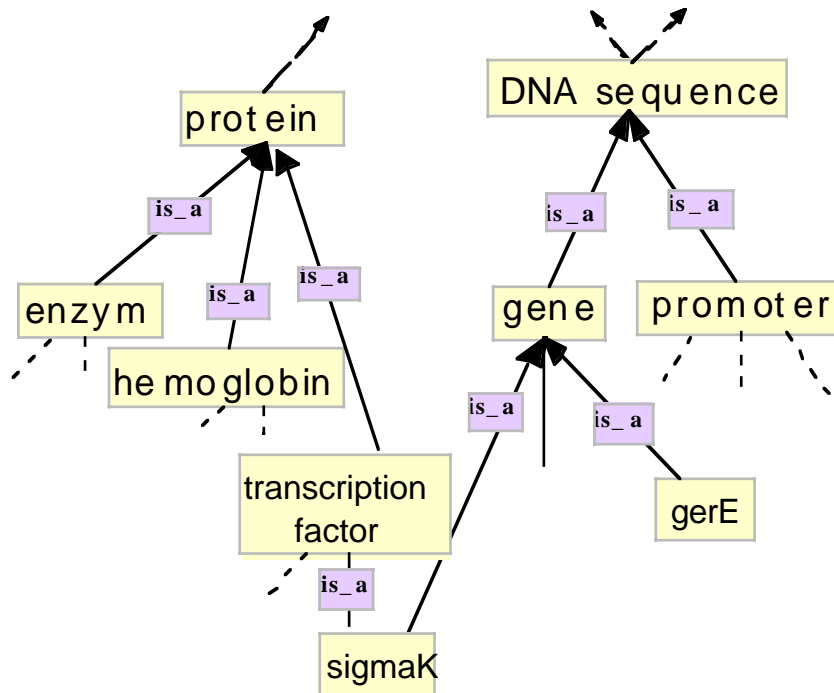 DNA sequence
protein
is_a
is_a
is_a
is_a
is_a
enzym
gene
promoter
hemoglobin
is_a
is_a
transcription
factor
gerE
is_a
sigmaK